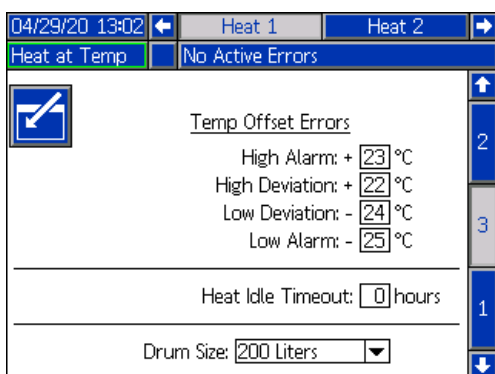 04/29/20 13:02 Heat 1 Heat 2
Heat at Temp No Active Errors
Temp Offset Errors
High Alarm: + 23 °C
2
High Deviation: + 22 °C
Low Deviation: - 24 °C
3
Low Alarm: - 25 °C
Heat Idle Timeout: 0 hours
1
Drum Size: 200 Liters